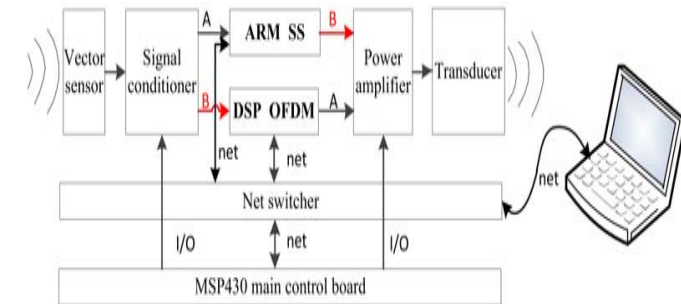 A
ARM SS
B
Vector
sensor
Signal
conditioner
Power
amplifier
Transducer
B
DSP OFDM
A
net
net
net
Net switcher
I/O
net
I/O
MSP430 main control board